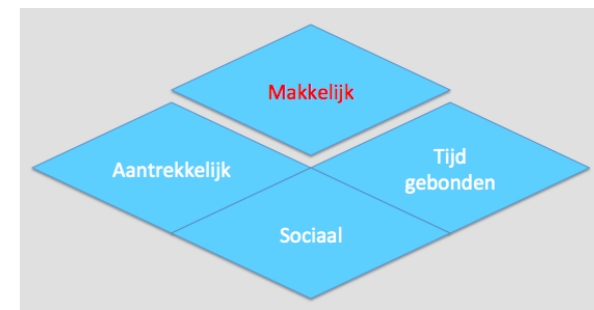 Makkelijk
Aantrekkelijk
Tijd
gebonden
Sociaal